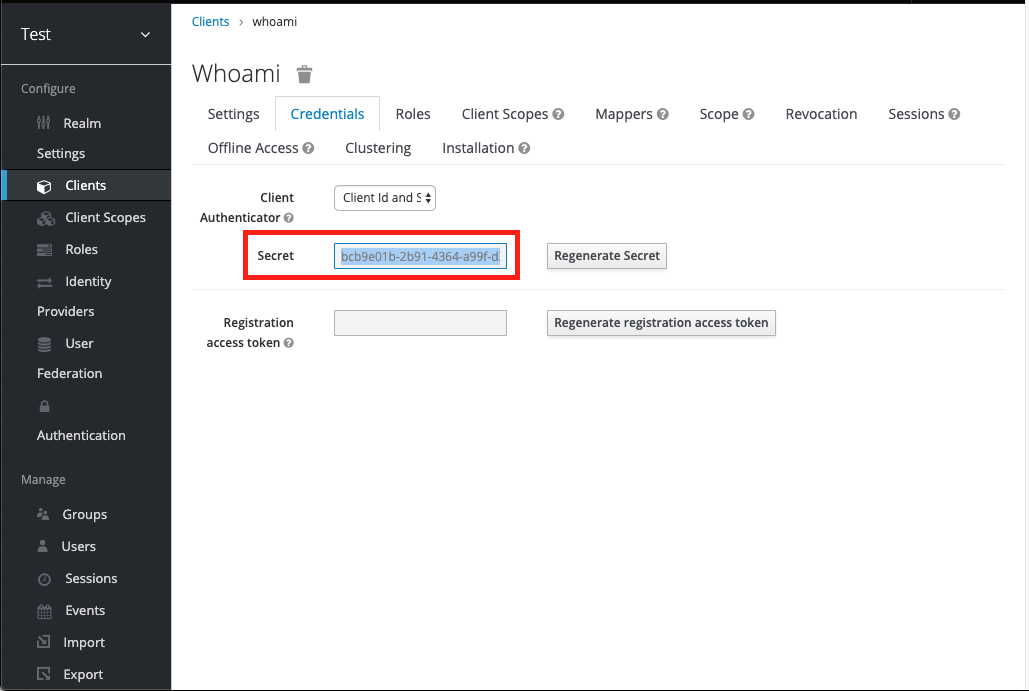 Test
Clients › whoami
Whoami
Configure
Realm
Settings
Clients
Client Scopes
Roles
Identity
Providers
User
Federation
Authentication
Manage
Groups
Users
Sessions
Events
Import
Export
Settings Credentials Roles Client Scopes Mappers Scope Revocation Sessions
Offline Access Clustering Installation
Client
Authenticator
Client Id and S
Secret bcb9e01b-2b91-4364-a99f-d Regenerate Secret
Registration
access token
Regenerate registration access token